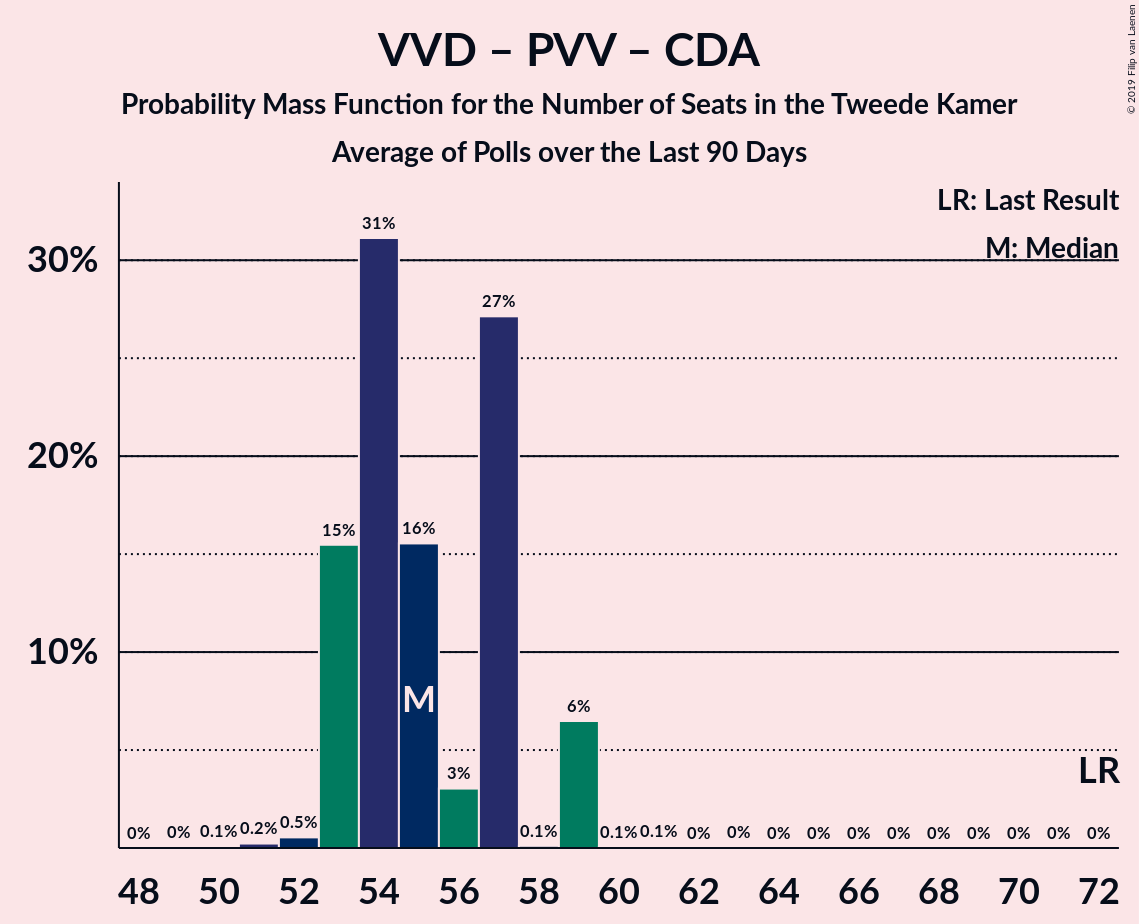 VVD – PVV – CDA
Probability Mass Function for the Number of Seats in the Tweede Kamer
Average of Polls over the Last 90 Days
© 2019 Filip van Laenen
LR: Last Result
M: Median
30%
20%
10%
0% 0% 0.1% 0.2% 0.5% 15% 31% 16% 3% 27% 0.1% 6% 0.1% 0.1% 0% 0% 0% 0% 0% 0% 0% 0% 0% 0% 0%
M
LR
48 50 52 54 56 58 60 62 64 66 68 70 72